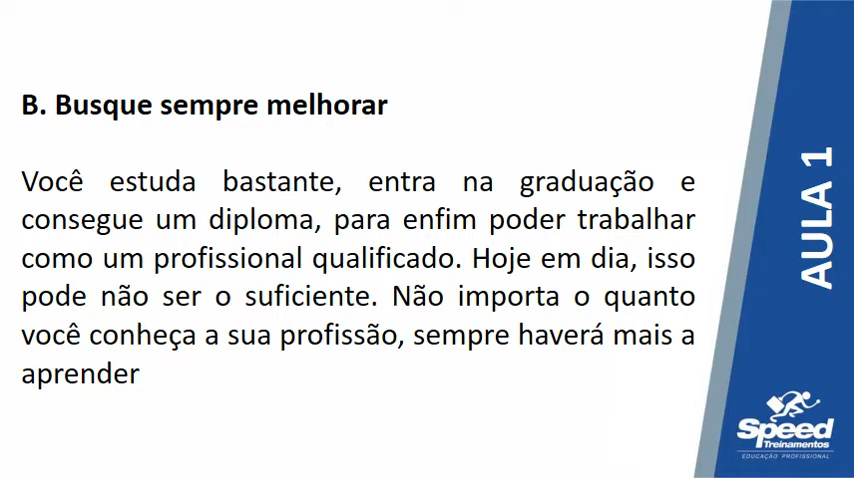 B. Busque sempre melhorar
Você estuda bastante, entra na graduação e
consegue um diploma, para enfim poder trabalhar
como um profissional qualificado. Hoje em dia, isso
pode não ser o suficiente. Não importa o quanto
você conheça a sua profissão, sempre haverá mais a
aprender
AULA 1
Speed
Treinamentos
EDUCAÇÃO PROFISSIONAL